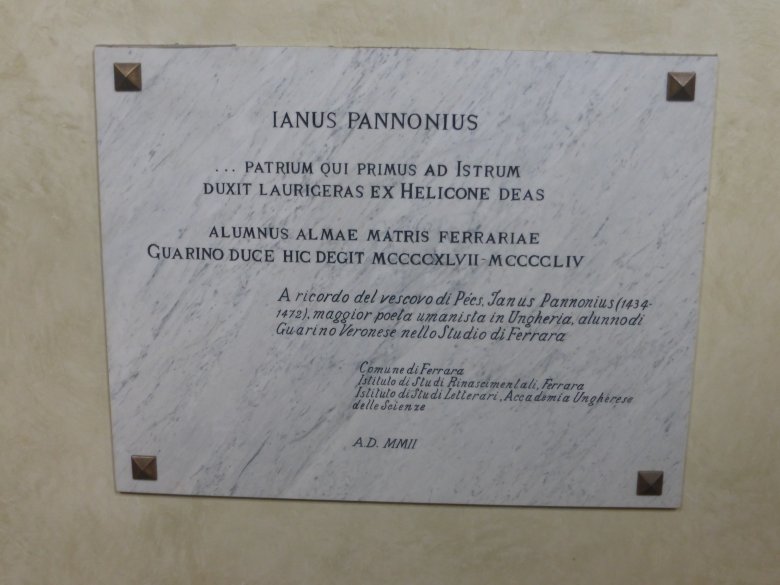 IANUS PANNONIUS
... PATRIUM QUI PRIMUS AD ISTRUM
DUXIT LAURIGERAS EX HELICONE DEAS
ALUMNUS ALMAE MATRIS FERRARIAE
GUARINO DUCE HIC DEGIT MCCCCXLVII-MCCCCLIV
A ricordo del vescovo di Pécs, Janus Pannonius (1434-
1472), maggior poeta umanista in Ungheria, alunno di
Guarino Veronese nello Studio di Ferrara
Comune di Ferrara
Istituto di Studi Rinascimentali, Ferrara
Istituto di Studi Letterari, Accademia Ungherese
delle Scienze
A.D. MMII